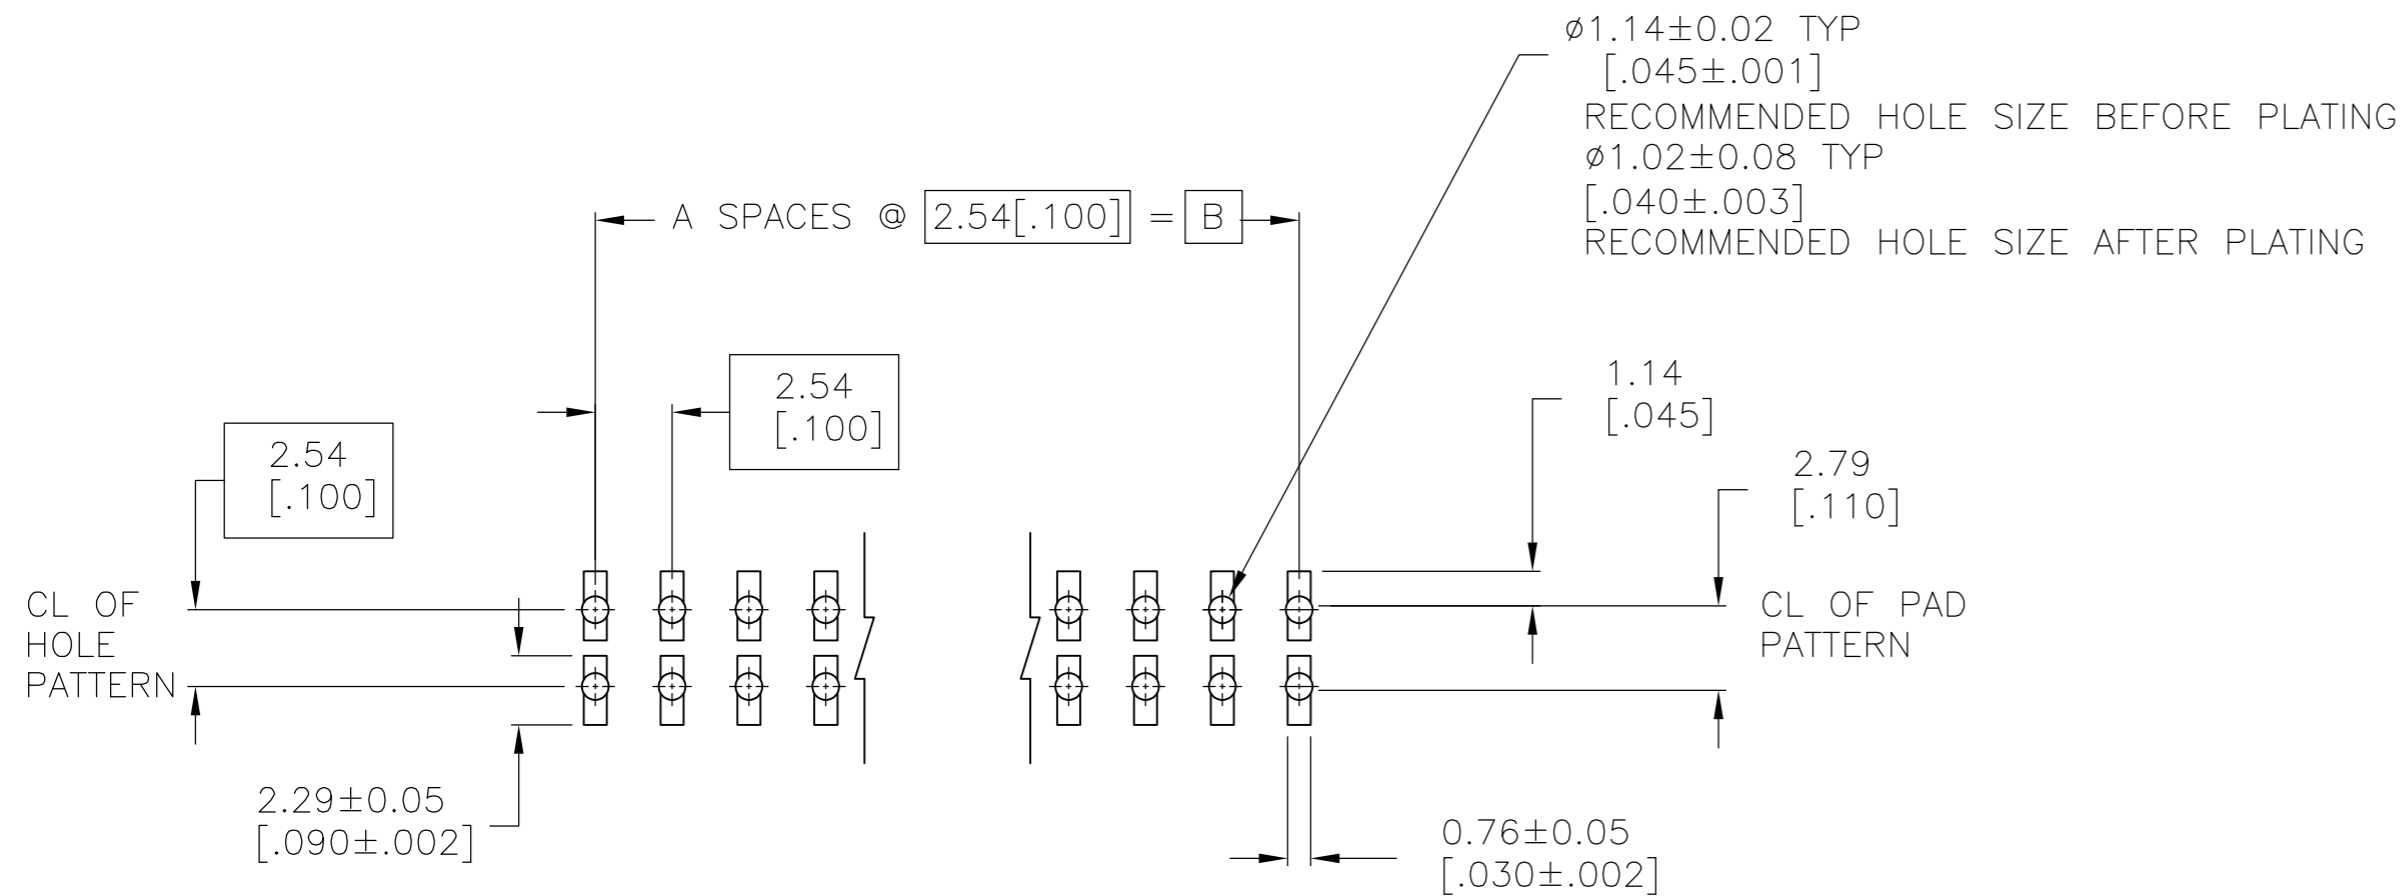 ⌀1.14±0.02 TYP
[.045±.001]
RECOMMENDED HOLE SIZE BEFORE PLATING
⌀1.02±0.08 TYP
[.040±.003]
RECOMMENDED HOLE SIZE AFTER PLATING
A SPACES @ 2.54[.100] = B
2.54
[.100]
2.54
[.100]
1.14
[.045]
2.79
[.110]
CL OF
HOLE
PATTERN
CL OF PAD
PATTERN
2.29±0.05
[.090±.002]
0.76±0.05
[.030±.002]